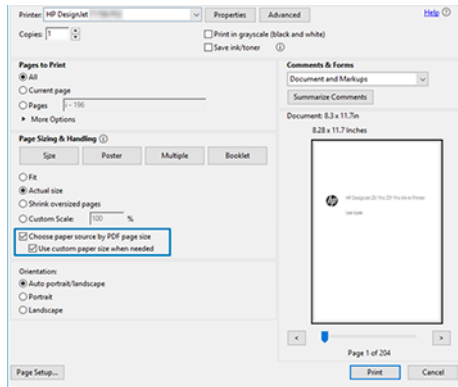 Printer: HP DesignJet Properties Advanced Help
Copies: 1 Print in grayscale (black and white)
Save ink/toner
Pages to Print
All
Current page
Pages i - 196
More Options
Page Sizing & Handling
Size Poster Multiple Booklet
Fit
Actual size
Shrink oversized pages
Custom Scale: 100 %
Choose paper source by PDF page size
Use custom paper size when needed
Orientation:
Auto portrait/landscape
Portrait
Landscape
Comments & Forms
Document and Markups
Summarize Comments
Document: 8.3 x 11.7in
8.28 x 11.7 Inches
hp
User Guide
< >
Page 1 of 204
Page Setup... Print Cancel